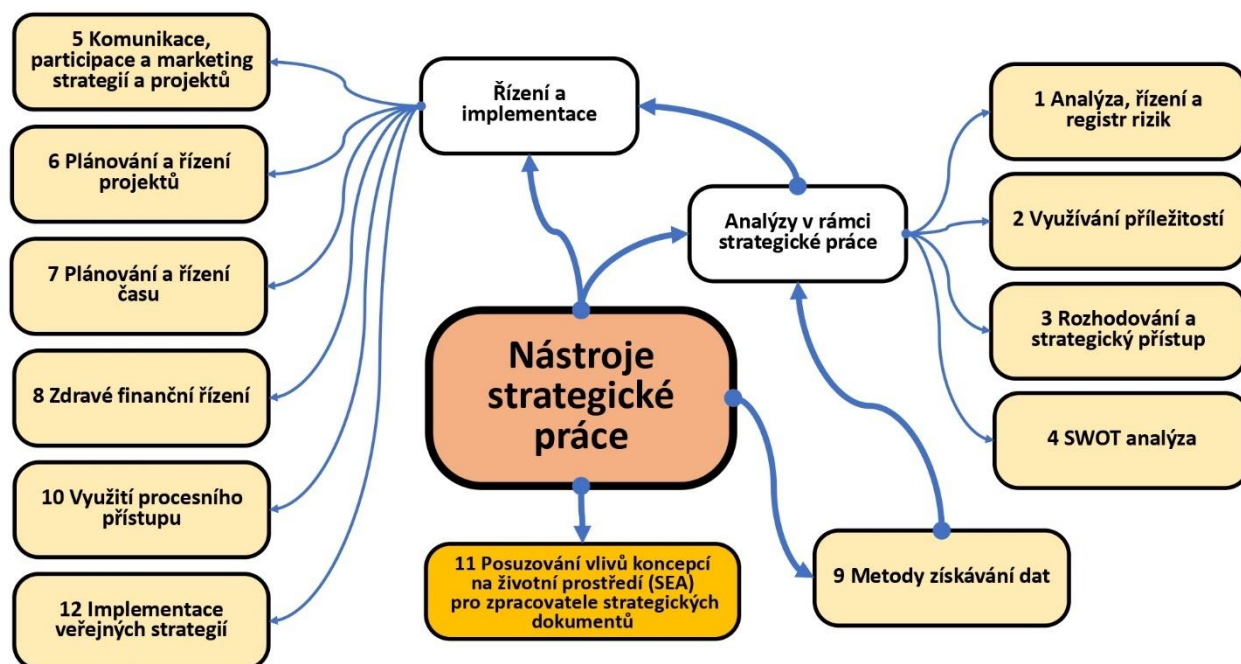 5 Komunikace,
participace a marketing
strategií a projektů
6 Plánování a řízení
projektů
7 Plánování a řízení
času
8 Zdravé finanční řízení
10 Využití procesního
přístupu
12 Implementace
veřejných strategií
Řízení a
implementace
Analýzy v rámci
strategické práce
Nástroje
strategické
práce
11 Posuzování vlivů koncepcí
na životní prostředí (SEA)
pro zpracovatele strategických
dokumentů
9 Metody získávání dat
1 Analýza, řízení a
registr rizik
2 Využívání příležitostí
3 Rozhodování a
strategický přístup
4 SWOT analýza